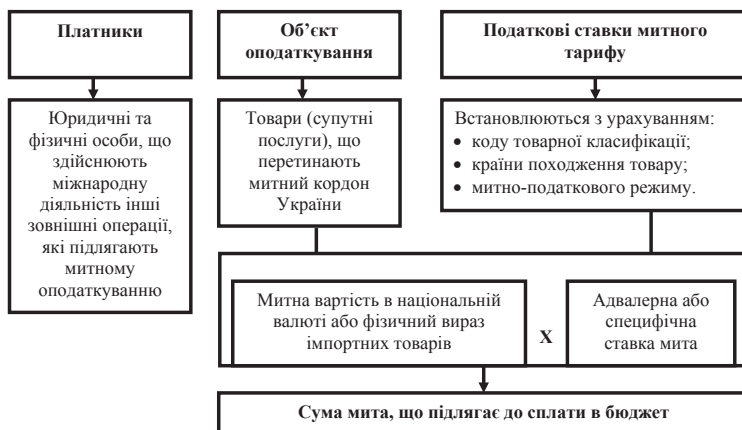 Платники
Об’єкт
оподаткування
Податкові ставки митного
тарифу
Юридичні та
фізичні особи, що
здійснюють
міжнародну
діяльність інші
зовнішні операції,
які підлягають
митному
оподаткуванню
Товари (супутні
послуги), що
перетинають
митний кордон
України
Встановлюються з урахуванням:
• коду товарної класифікації;
• країни походження товару;
• митно-податкового режиму.
Митна вартість в національній
валюті або фізичний вираз
імпортних товарів
X
Адвалерна або
специфічна
ставка мита
Сума мита, що підлягає до сплати в бюджет